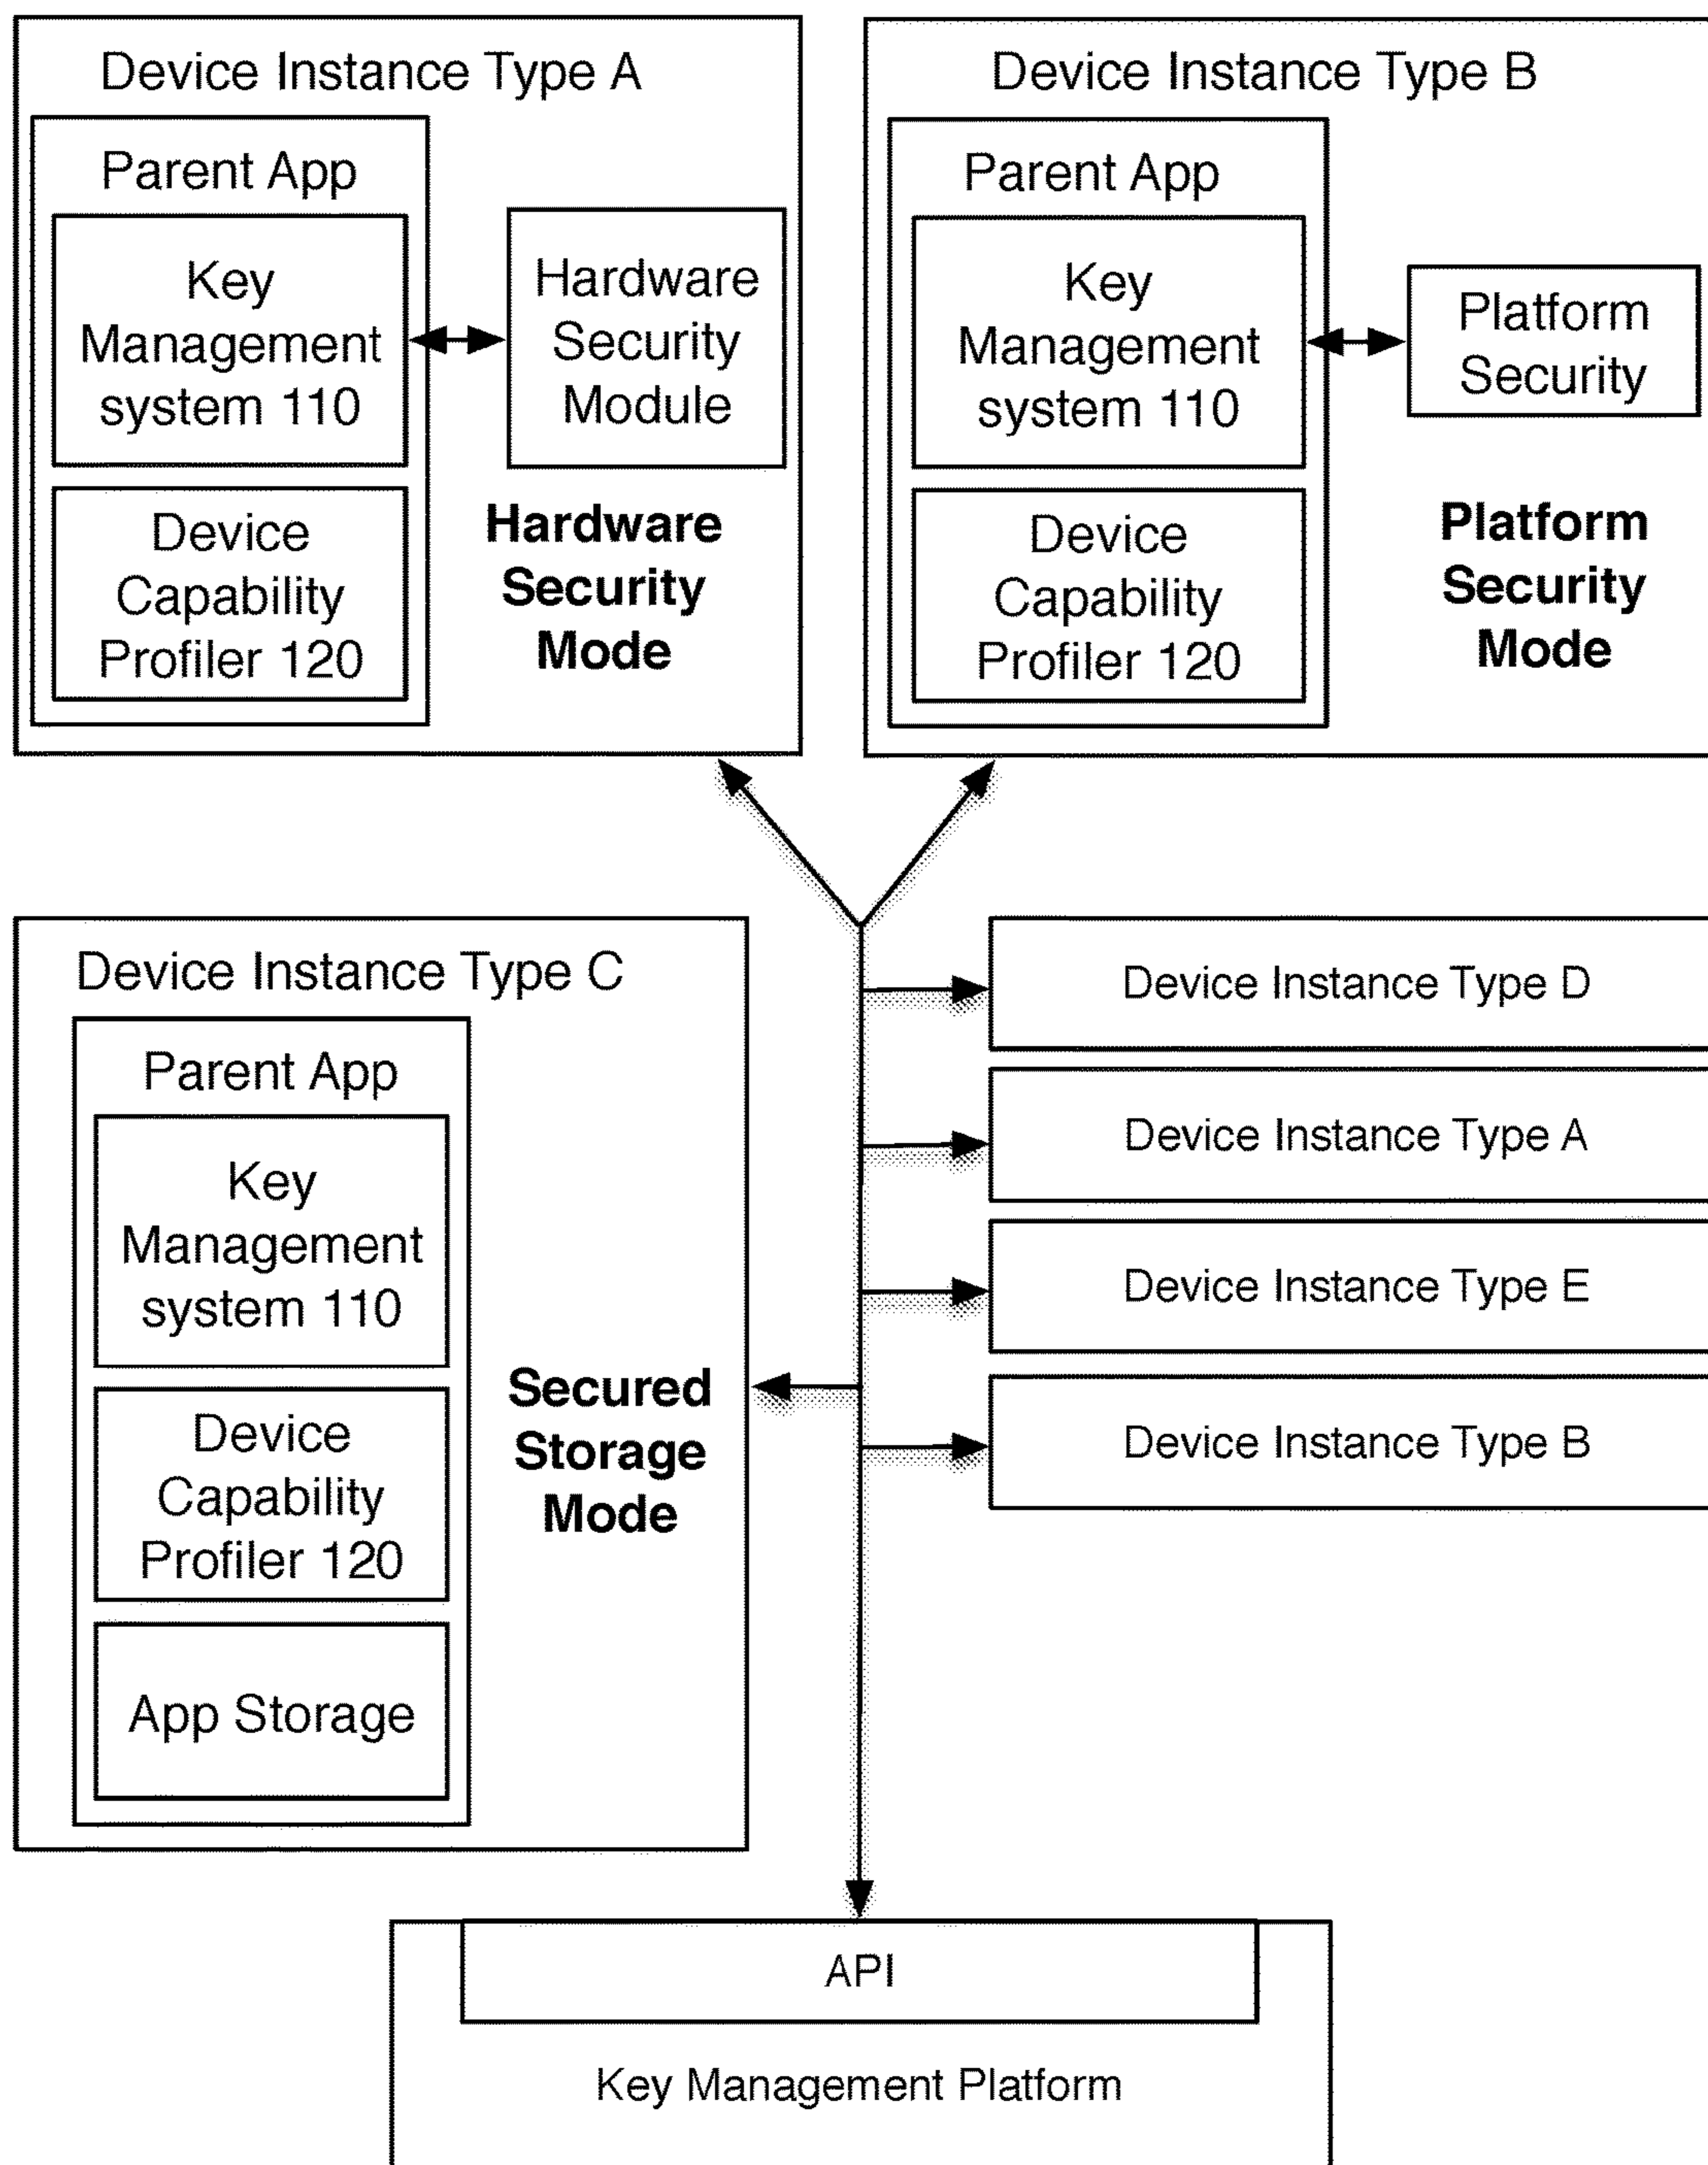 Device Instance Type A
Parent App
Key
Management
system 110
Hardware
Security
Module
Device
Capability
Profiler 120
Hardware
Security
Mode
Device Instance Type B
Parent App
Key
Management
system 110
Platform
Security
Device
Capability
Profiler 120
Platform
Security
Mode
Device Instance Type C
Parent App
Key
Management
system 110
Device
Capability
Profiler 120
App Storage
Secured
Storage
Mode
Device Instance Type D
Device Instance Type A
Device Instance Type E
Device Instance Type B
API
Key Management Platform